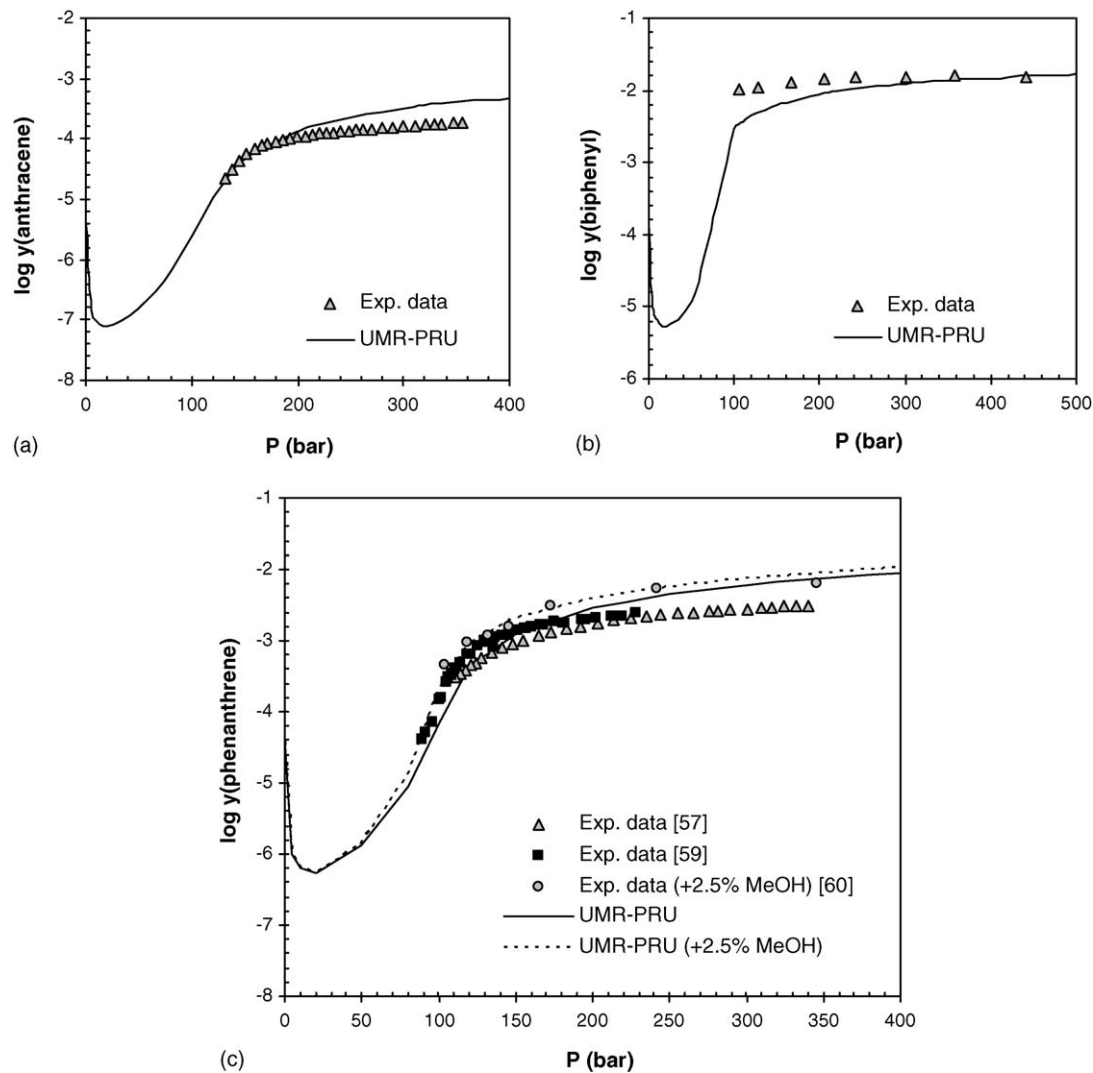 -2
-3
-4
-5
-6
-7
-8
log y(anthracene)
Exp. data
UMR-PRU
0
100
200
300
400
P (bar)
(a)
-1
-2
-3
-4
-5
-6
log y(biphenyl)
Exp. data
UMR-PRU
0
100
200
300
400
500
P (bar)
(b)
-1
-2
-3
-4
-5
-6
-7
-8
log y(phenanthrene)
Exp. data [57]
Exp. data [59]
Exp. data (+2.5% MeOH) [60]
UMR-PRU
UMR-PRU (+2.5% MeOH)
0
50
100
150
200
250
300
350
400
P (bar)
(c)